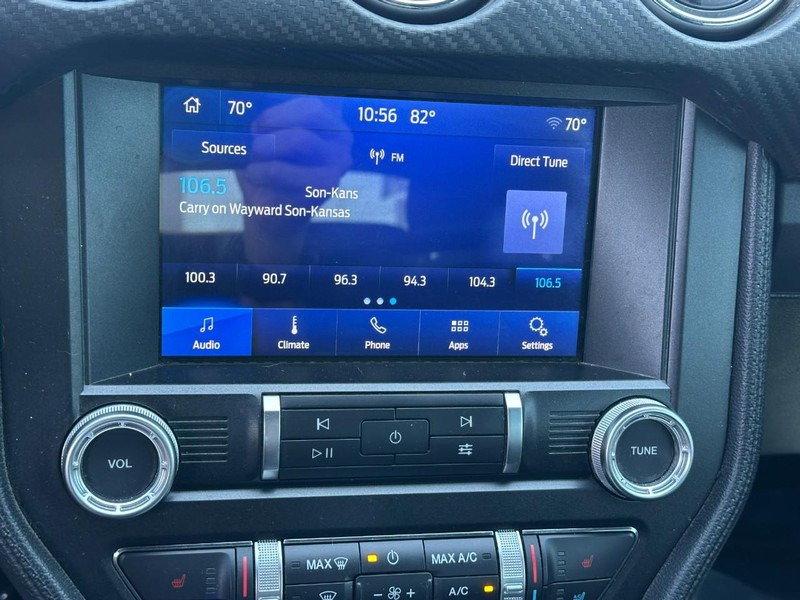 70° 10:56 82° 70°
Sources FM Direct Tune
106.5 Son-Kans
Carry on Wayward Son-Kansas
100.3 90.7 96.3 94.3 104.3 106.5
Audio Climate Phone Apps Settings
VOL TUNE
MAX MAX A/C
- + A/C